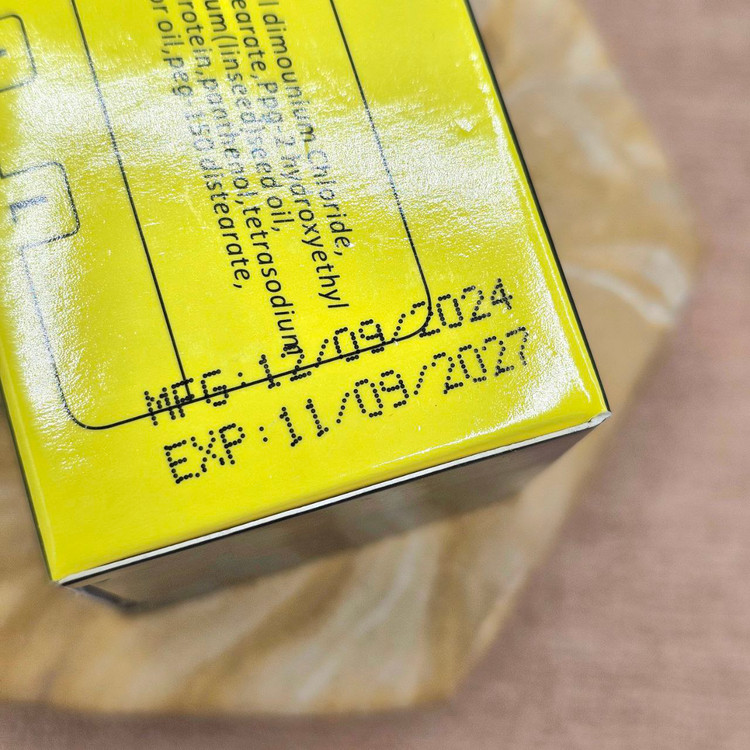 l dimounium Chloride,
earate,Ppg-2 hydroxyethyl
um(linseed)seed oil,
rotein,panthenol,tetrasodium
or oil,peg-150 distearate,
MFG:12/09/2024
EXP:11/09/2027